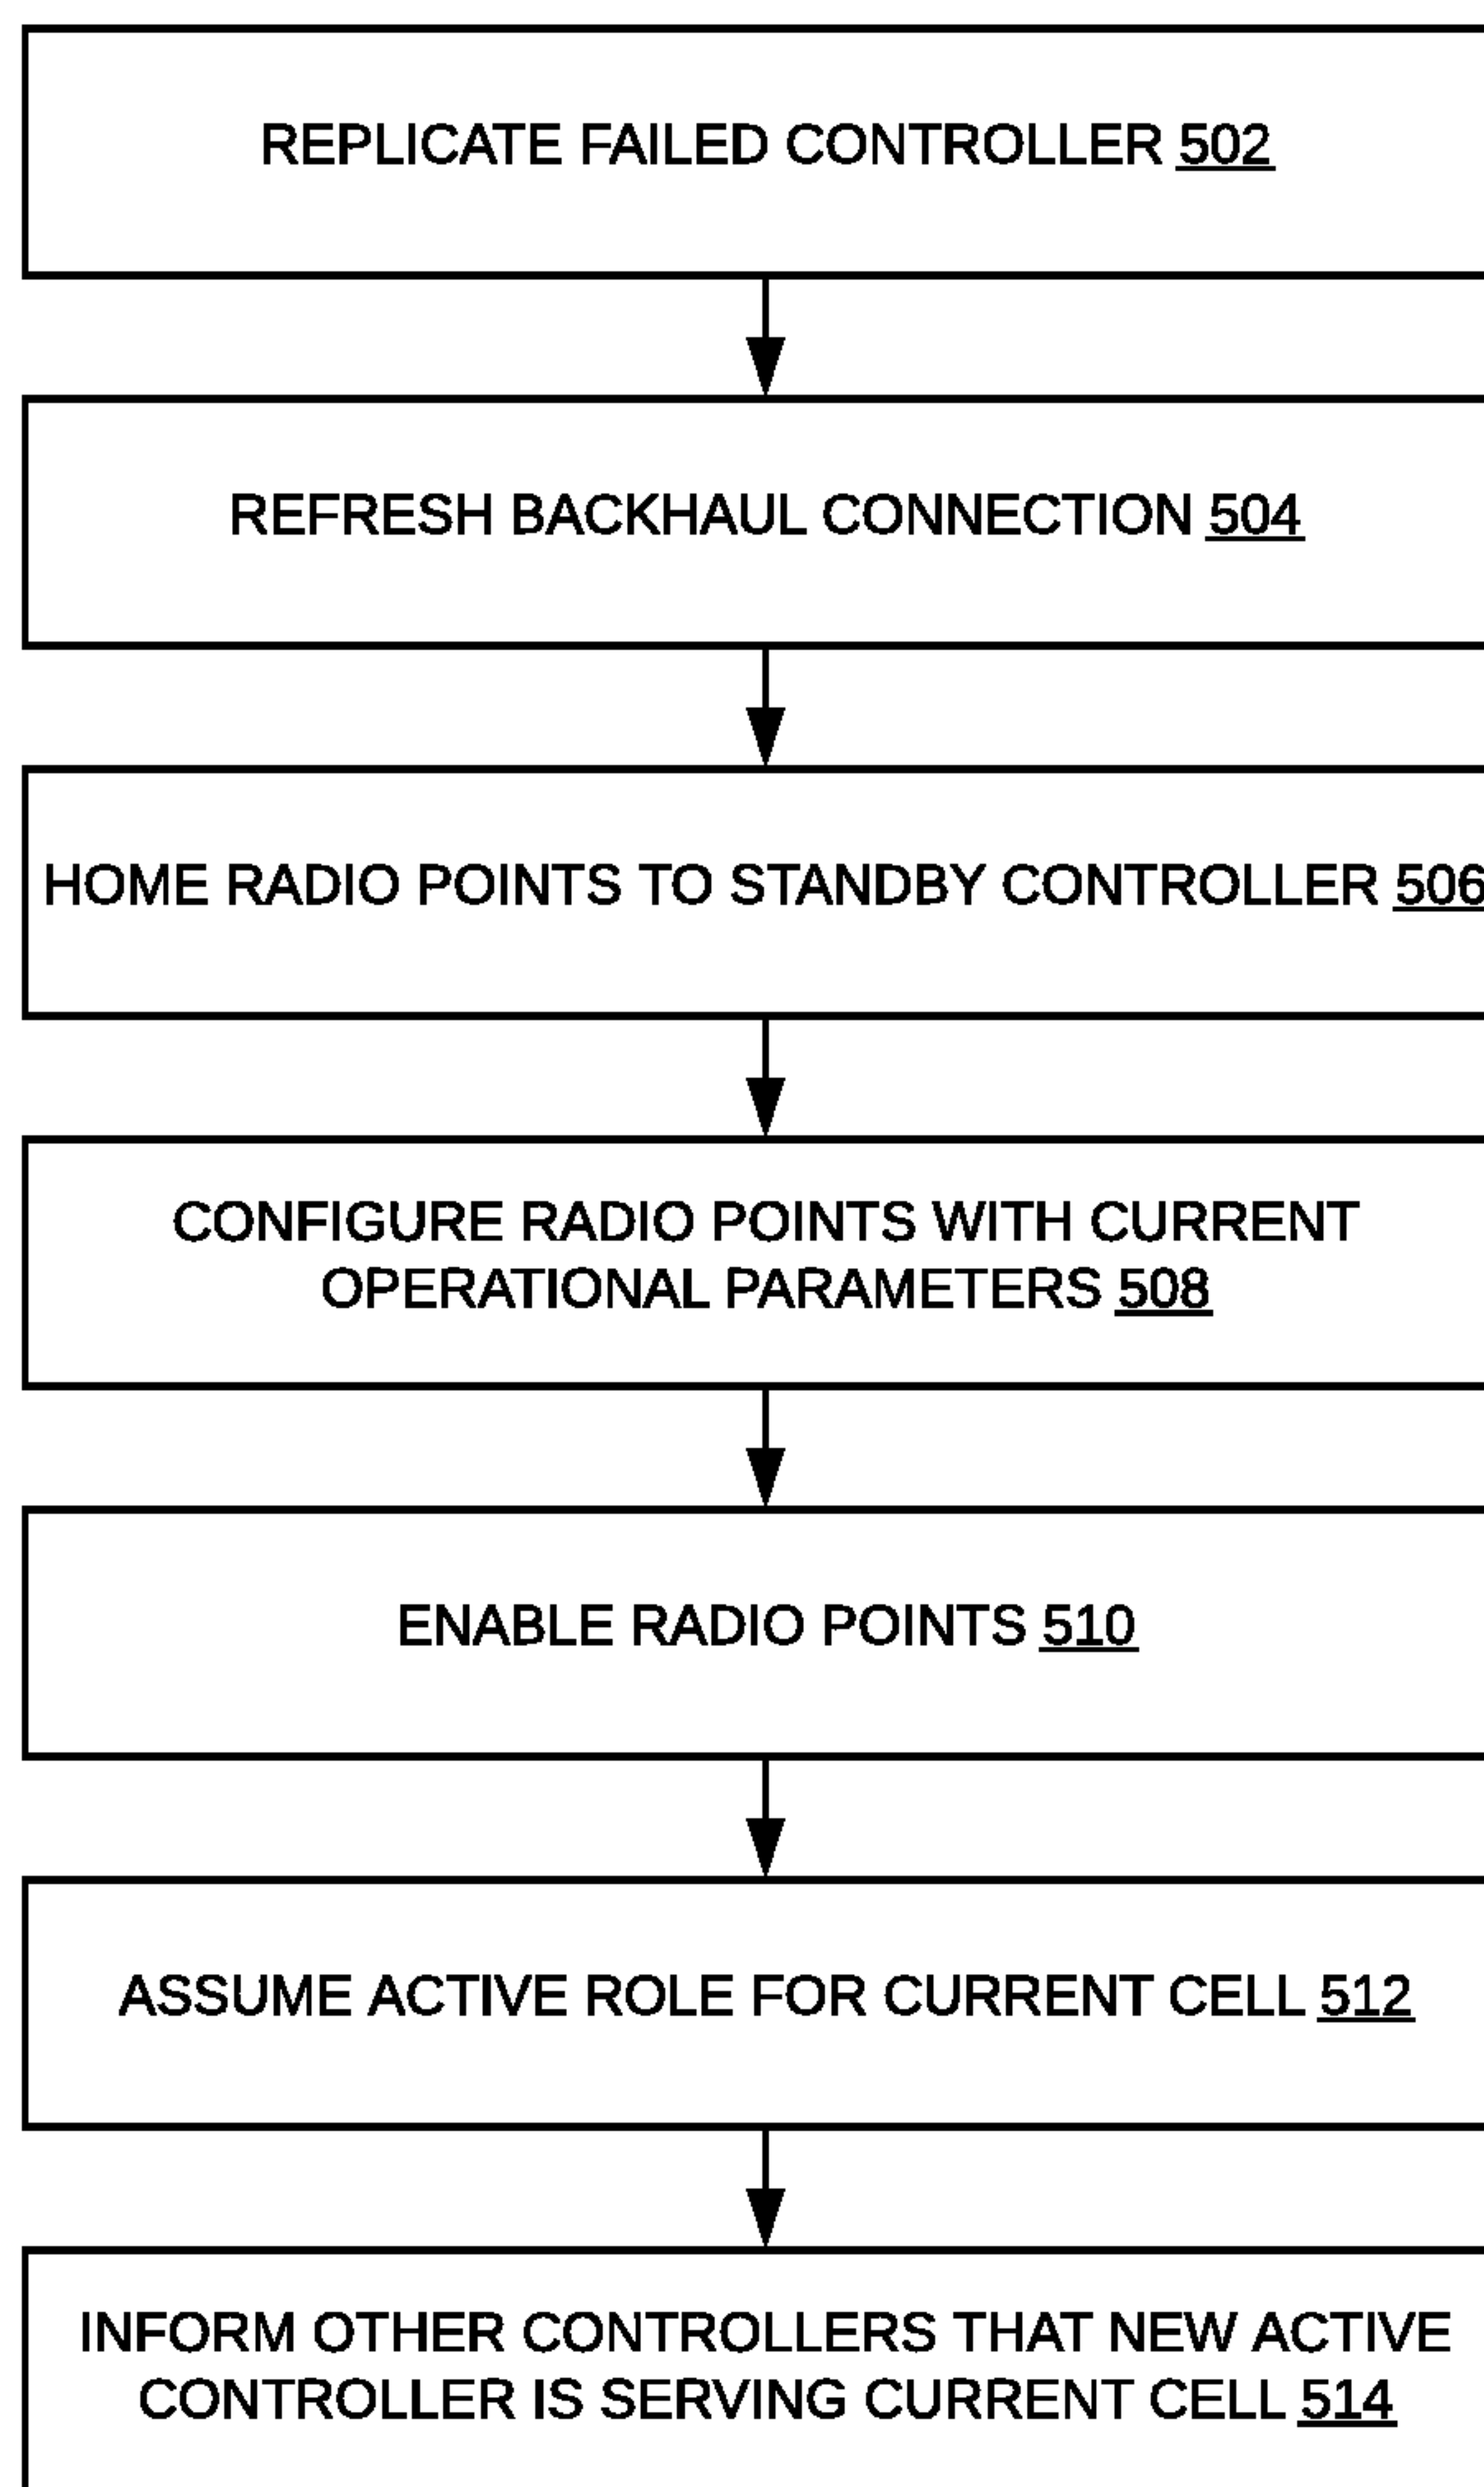 REPLICATE FAILED CONTROLLER 502
REFRESH BACKHAUL CONNECTION 504
HOME RADIO POINTS TO STANDBY CONTROLLER 506
CONFIGURE RADIO POINTS WITH CURRENT
OPERATIONAL PARAMETERS 508
ENABLE RADIO POINTS 510
ASSUME ACTIVE ROLE FOR CURRENT CELL 512
INFORM OTHER CONTROLLERS THAT NEW ACTIVE
CONTROLLER IS SERVING CURRENT CELL 514